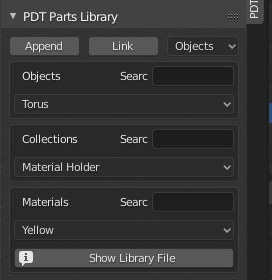 PDT Parts Library
PDT
Append Link Objects
Objects Searc
Torus
Collections Searc
Material Holder
Materials Searc
Yellow
Show Library File